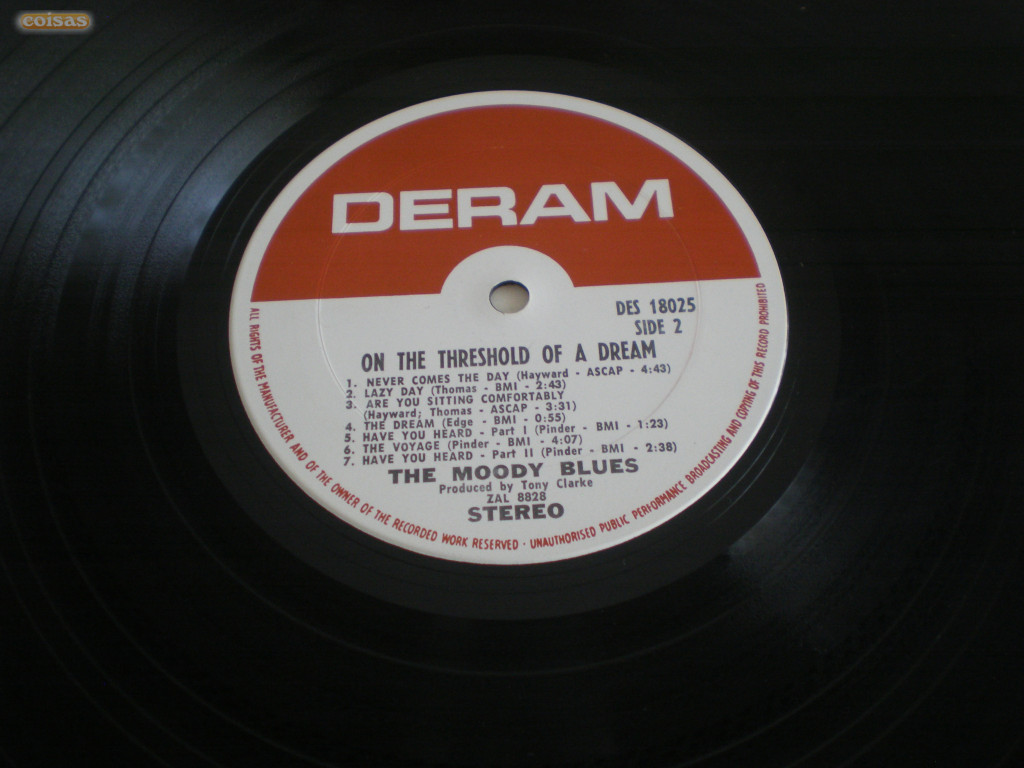 coisas
DERAM
DES 18025
SIDE 2
ON THE THRESHOLD OF A DREAM
1. NEVER COMES THE DAY (Hayward - ASCAP - 4:43)
2. LAZY DAY (Thomas - BMI - 2:43)
3. ARE YOU SITTING COMFORTABLY
(Hayward; Thomas - ASCAP - 3:31)
4. THE DREAM (Edge - BMI - 0:55)
5. HAVE YOU HEARD - Part I (Pinder - BMI - 1:23)
6. THE VOYAGE (Pinder - BMI - 4:07)
7. HAVE YOU HEARD - Part II (Pinder - BMI - 2:38)
THE MOODY BLUES
Produced by Tony Clarke
ZAL 8828
STEREO
ALL RIGHTS OF THE MANUFACTURER AND OF THE OWNER OF THE RECORDED WORK RESERVED · UNAUTHORISED PUBLIC PERFORMANCE BROADCASTING AND COPYING OF THIS RECORD PROHIBITED